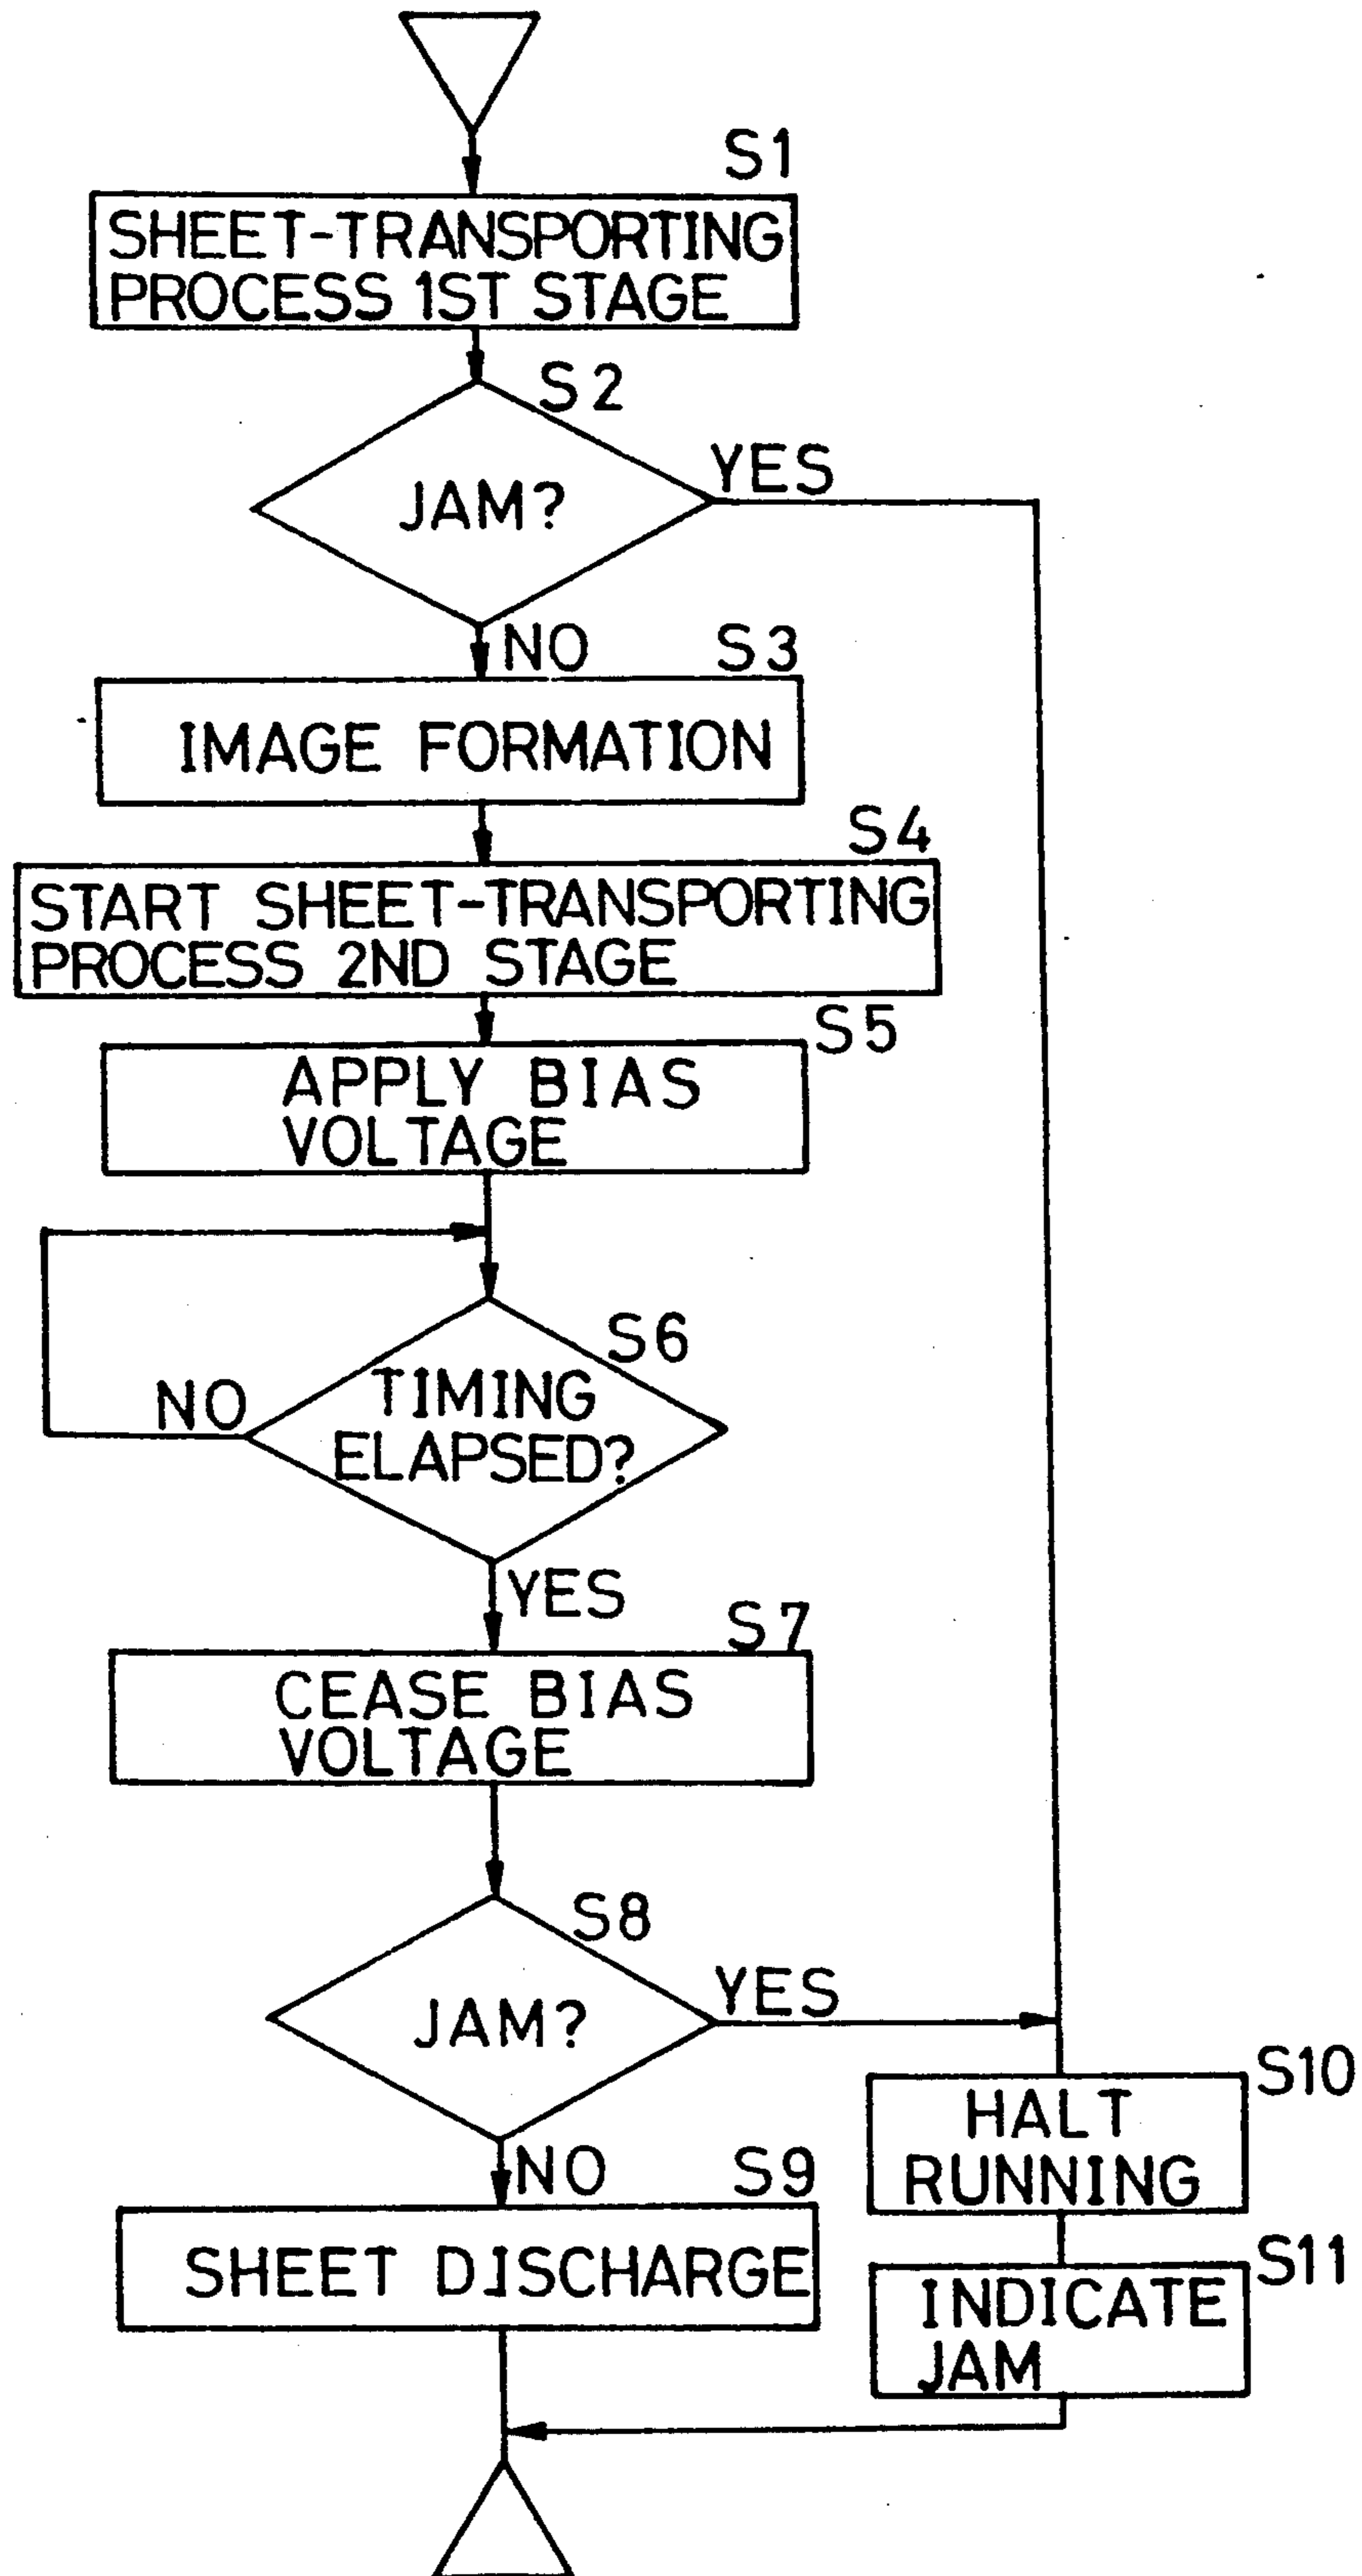 S1
SHEET-TRANSPORTING
PROCESS 1ST STAGE
S2
JAM?
YES
NO
S3
IMAGE FORMATION
S4
START SHEET-TRANSPORTING
PROCESS 2ND STAGE
S5
APPLY BIAS
VOLTAGE
S6
TIMING
ELAPSED?
NO
YES
S7
CEASE BIAS
VOLTAGE
S8
JAM?
YES
NO
S9
SHEET DISCHARGE
S10
HALT
RUNNING
S11
INDICATE
JAM